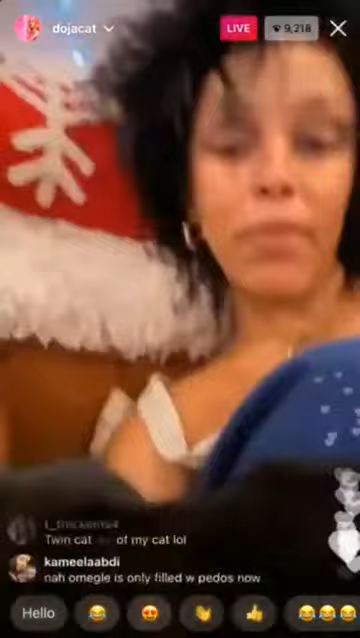 dojacat
LIVE
9,218
Twin cat of my cat lol
kameelaabdi
nah omegle is only filled w pedos now
Hello